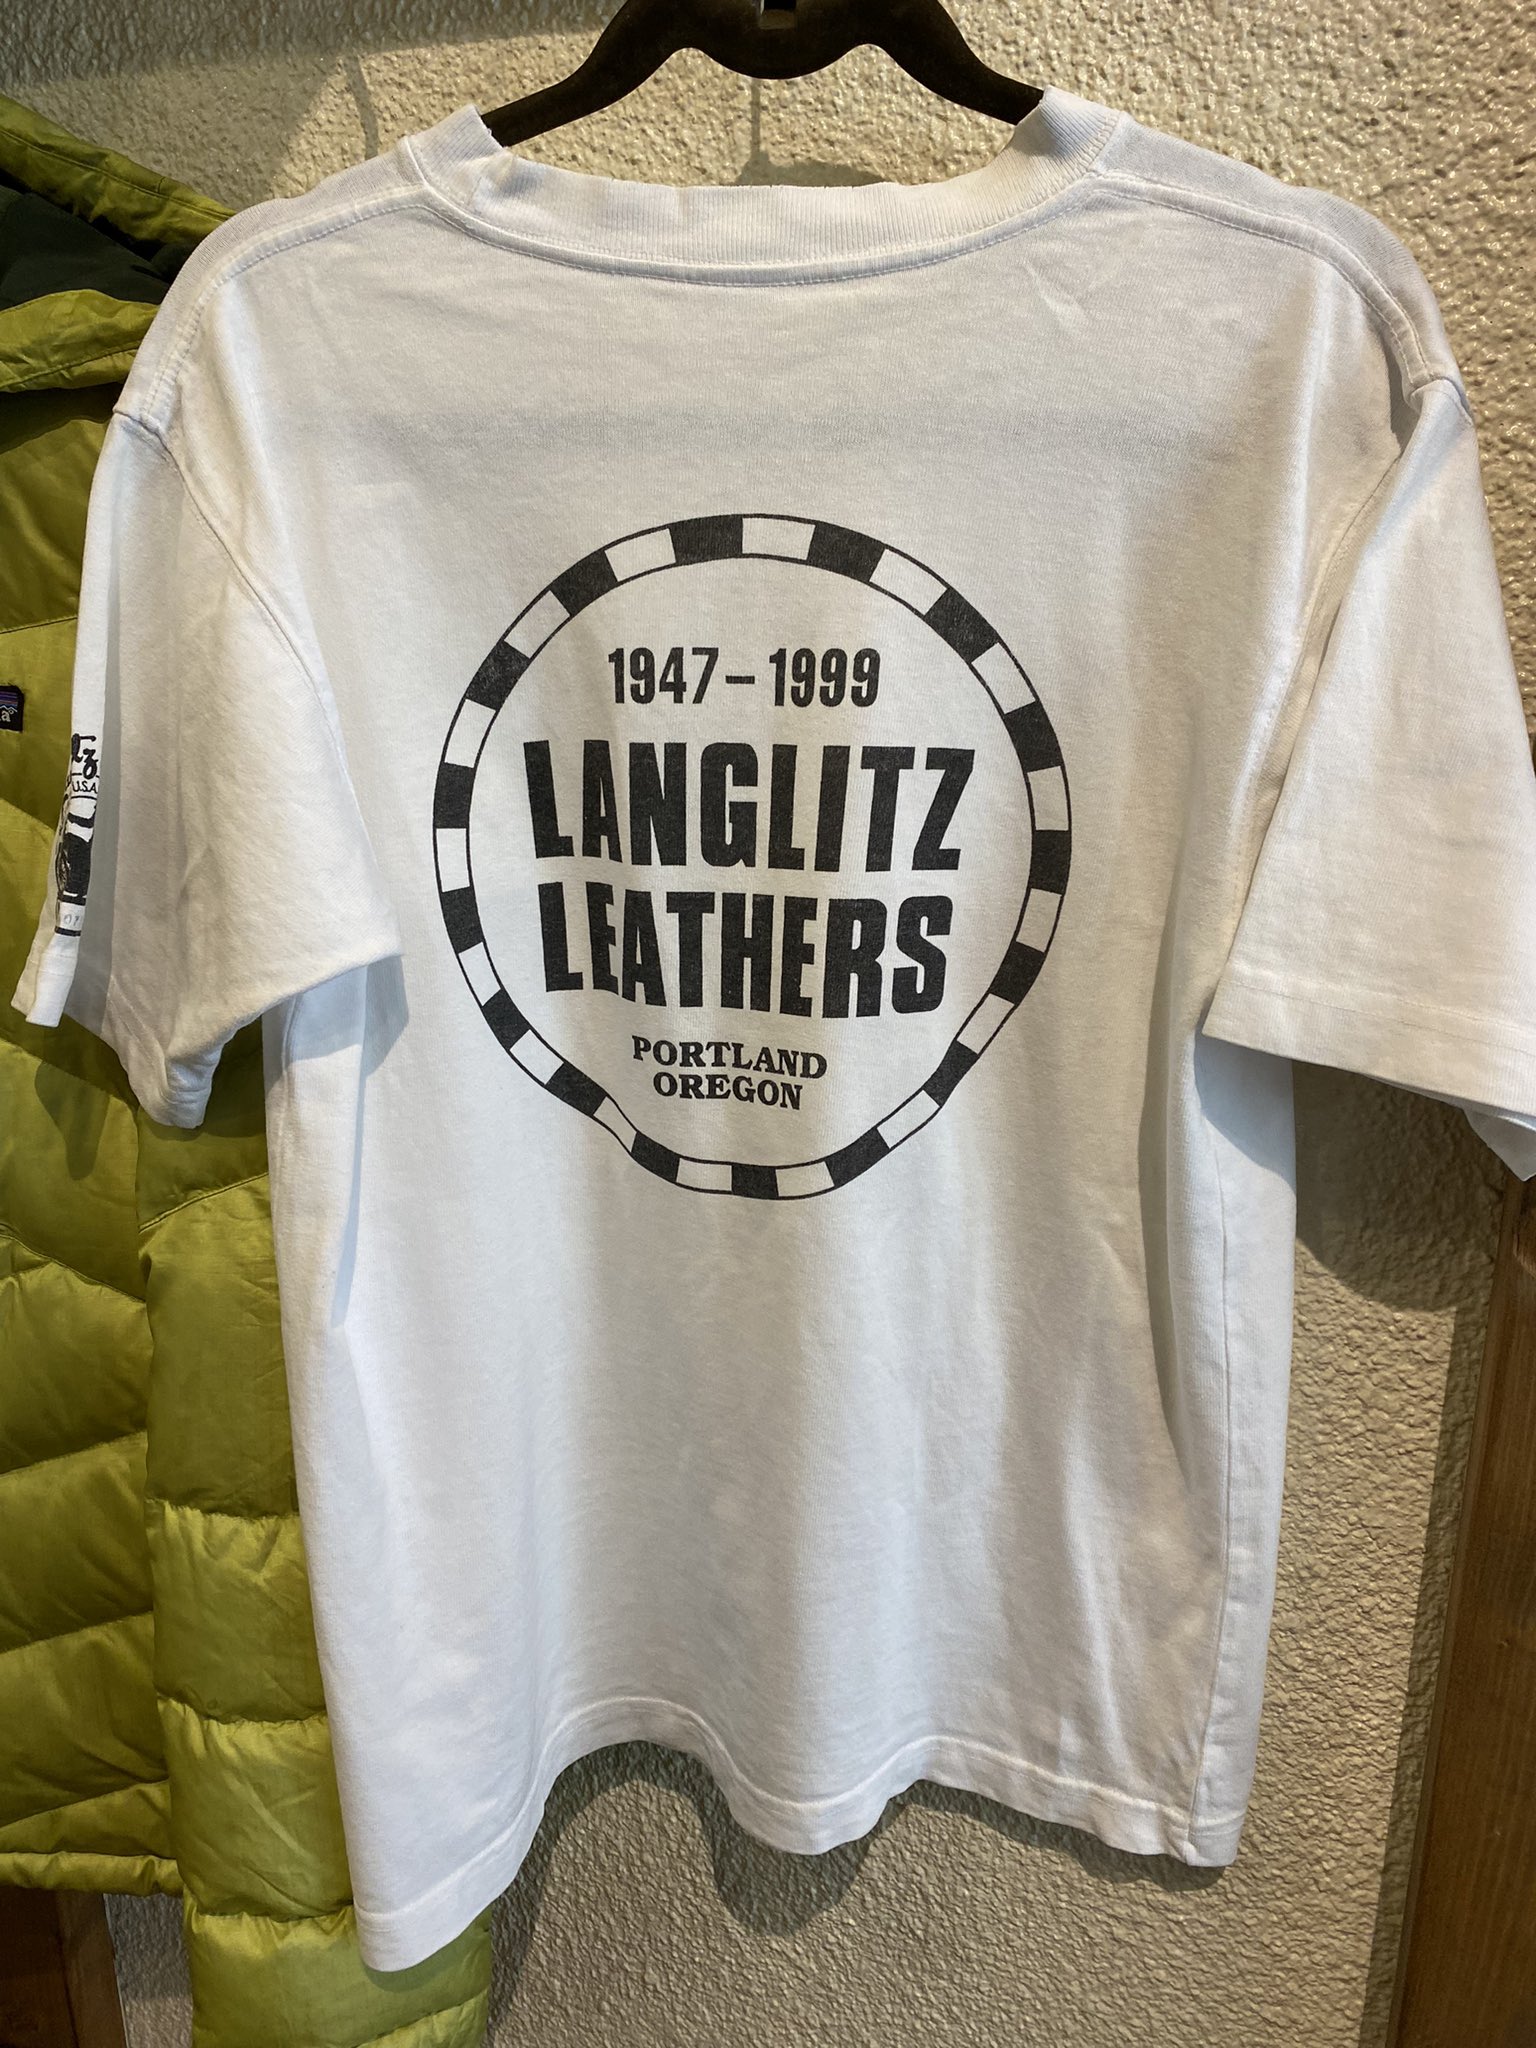 1947-1999
LANGLITZ
LEATHERS
PORTLAND
OREGON
U.S.A